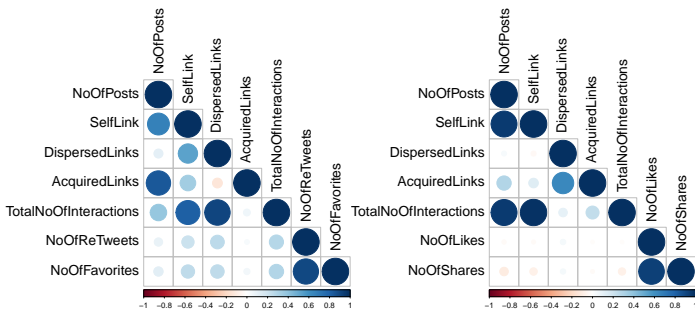 NoOfPosts
SelfLink
DispersedLinks
AcquiredLinks
TotalNoOfInteractions
NoOfReTweets
NoOfFavorites
NoOfPosts
SelfLink
DispersedLinks
AcquiredLinks
TotalNoOfInteractions
NoOfReTweets
NoOfFavorites
−1 −0.8 −0.6 −0.4 −0.2 0 0.2 0.4 0.6 0.8 1
NoOfPosts
SelfLink
DispersedLinks
AcquiredLinks
TotalNoOfInteractions
NoOfLikes
NoOfShares
NoOfPosts
SelfLink
DispersedLinks
AcquiredLinks
TotalNoOfInteractions
NoOfLikes
NoOfShares
−1 −0.8 −0.6 −0.4 −0.2 0 0.2 0.4 0.6 0.8 1